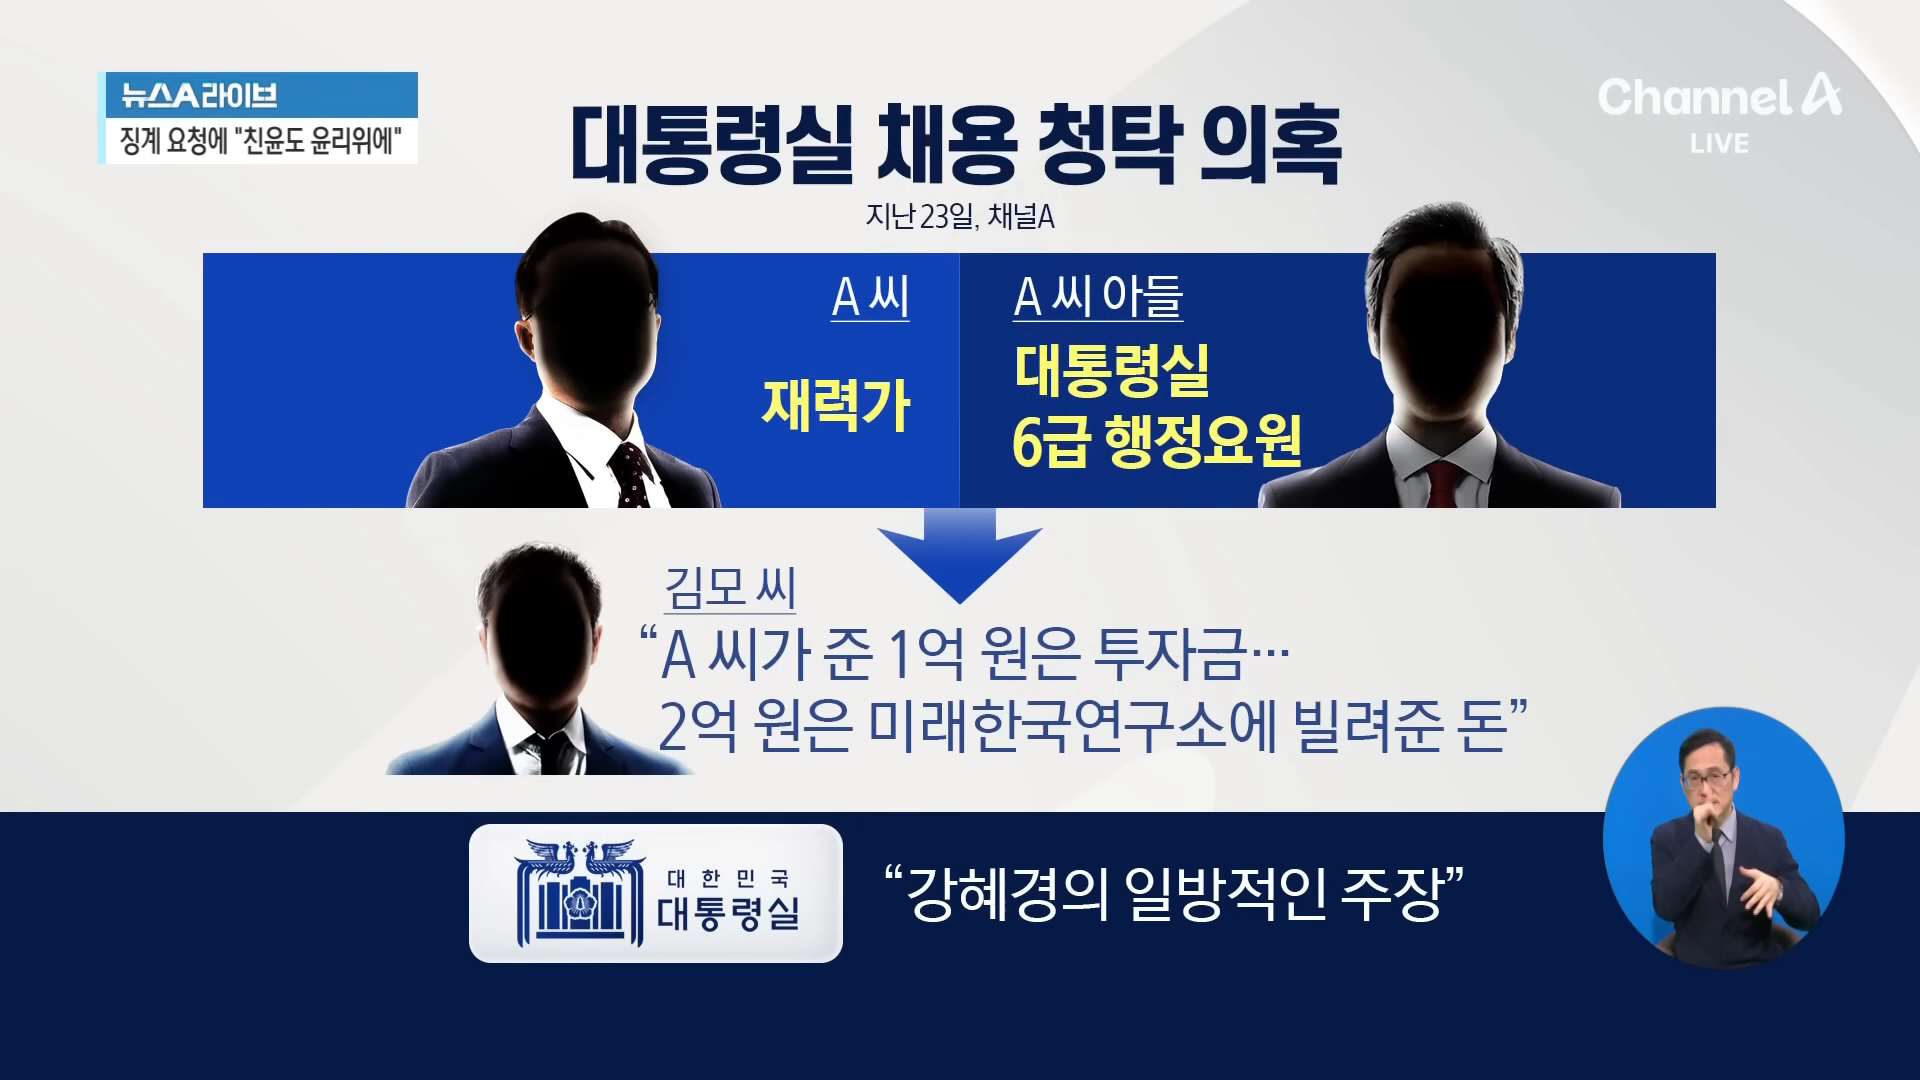 뉴스A 라이브
징계 요청에 "친윤도 윤리위에"
Channel A
LIVE
대통령실 채용 청탁 의혹
지난 23일, 채널A
A 씨
재력가
A 씨 아들
대통령실
6급 행정요원
김모 씨
“A 씨가 준 1억 원은 투자금…
2억 원은 미래한국연구소에 빌려준 돈”
대한민국
대통령실
“강혜경의 일방적인 주장”